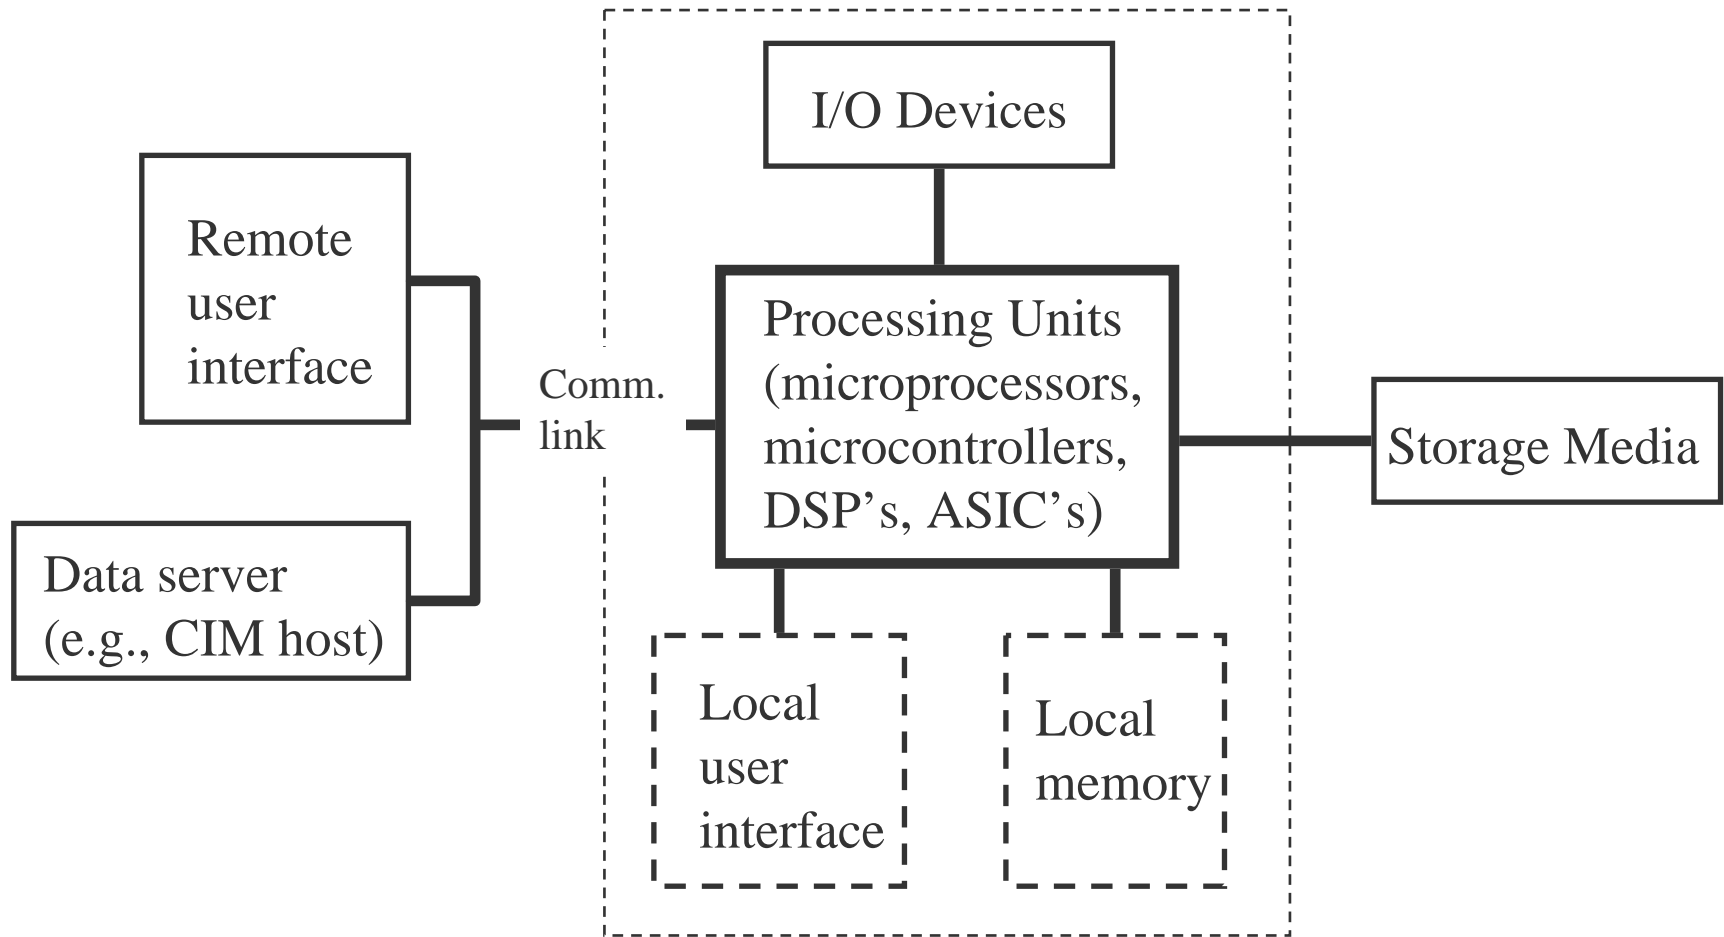 I/O Devices
Remote
user
interface
Processing Units
(microprocessors,
microcontrollers,
DSP’s, ASIC’s)
Comm.
link
Storage Media
Data server
(e.g., CIM host)
Local
user
interface
Local
memory